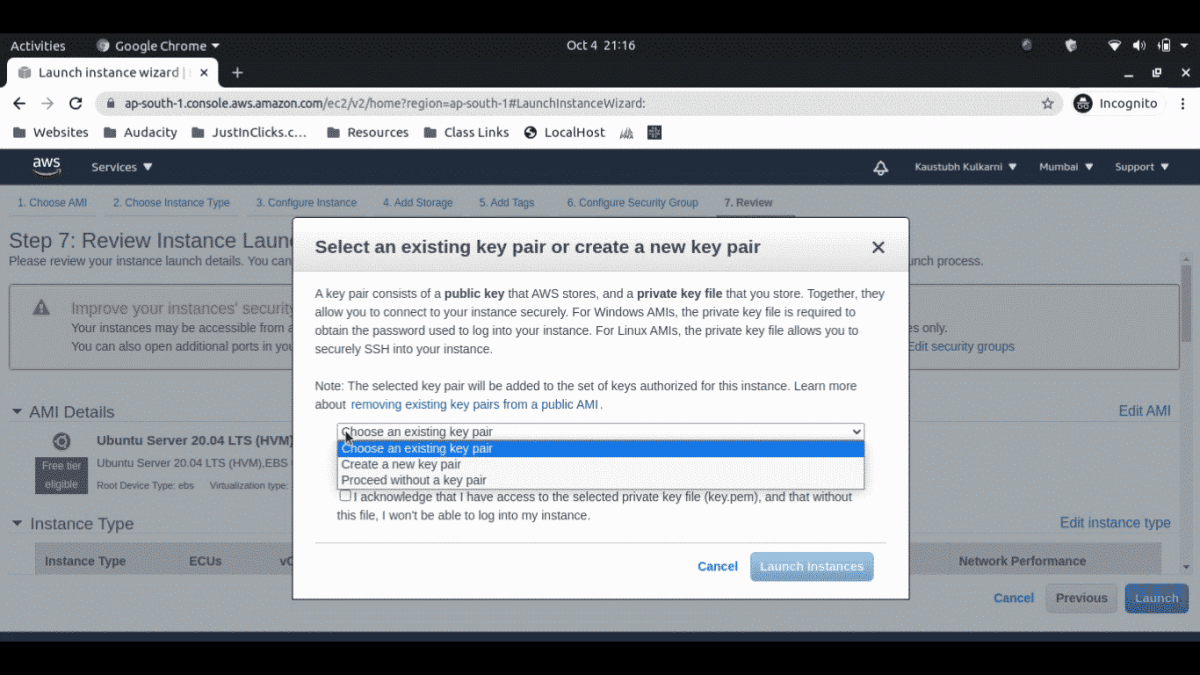 Activities
Google Chrome
Oct 4 21:16
Launch instance wizard |
ap-south-1.console.aws.amazon.com/ec2/v2/home?region=ap-south-1#LaunchInstanceWizard:
Incognito
Websites Audacity JustInClicks.c... Resources Class Links LocalHost
aws Services Kaustubh Kulkarni Mumbai Support
1. Choose AMI 2. Choose Instance Type 3. Configure Instance 4. Add Storage 5. Add Tags 6. Configure Security Group 7. Review
Step 7: Review Instance Laun
Please review your instance launch details. You can unch process.
Select an existing key pair or create a new key pair
A key pair consists of a public key that AWS stores, and a private key file that you store. Together, they
allow you to connect to your instance securely. For Windows AMIs, the private key file is required to
obtain the password used to log into your instance. For Linux AMIs, the private key file allows you to
securely SSH into your instance.
Note: The selected key pair will be added to the set of keys authorized for this instance. Learn more
about removing existing key pairs from a public AMI .
Choose an existing key pair
Choose an existing key pair
Create a new key pair
Proceed without a key pair
I acknowledge that I have access to the selected private key file (key.pem), and that without
this file, I won't be able to log into my instance.
Cancel Launch Instances
Improve your instances' security
Your instances may be accessible from a es only.
You can also open additional ports in you Edit security groups
AMI Details Edit AMI
Ubuntu Server 20.04 LTS (HVM)
Free tier
eligible
Ubuntu Server 20.04 LTS (HVM),EBS
Root Device Type: ebs Virtualization type:
Instance Type Edit instance type
Instance Type ECUs vC Network Performance
Cancel Previous Launch